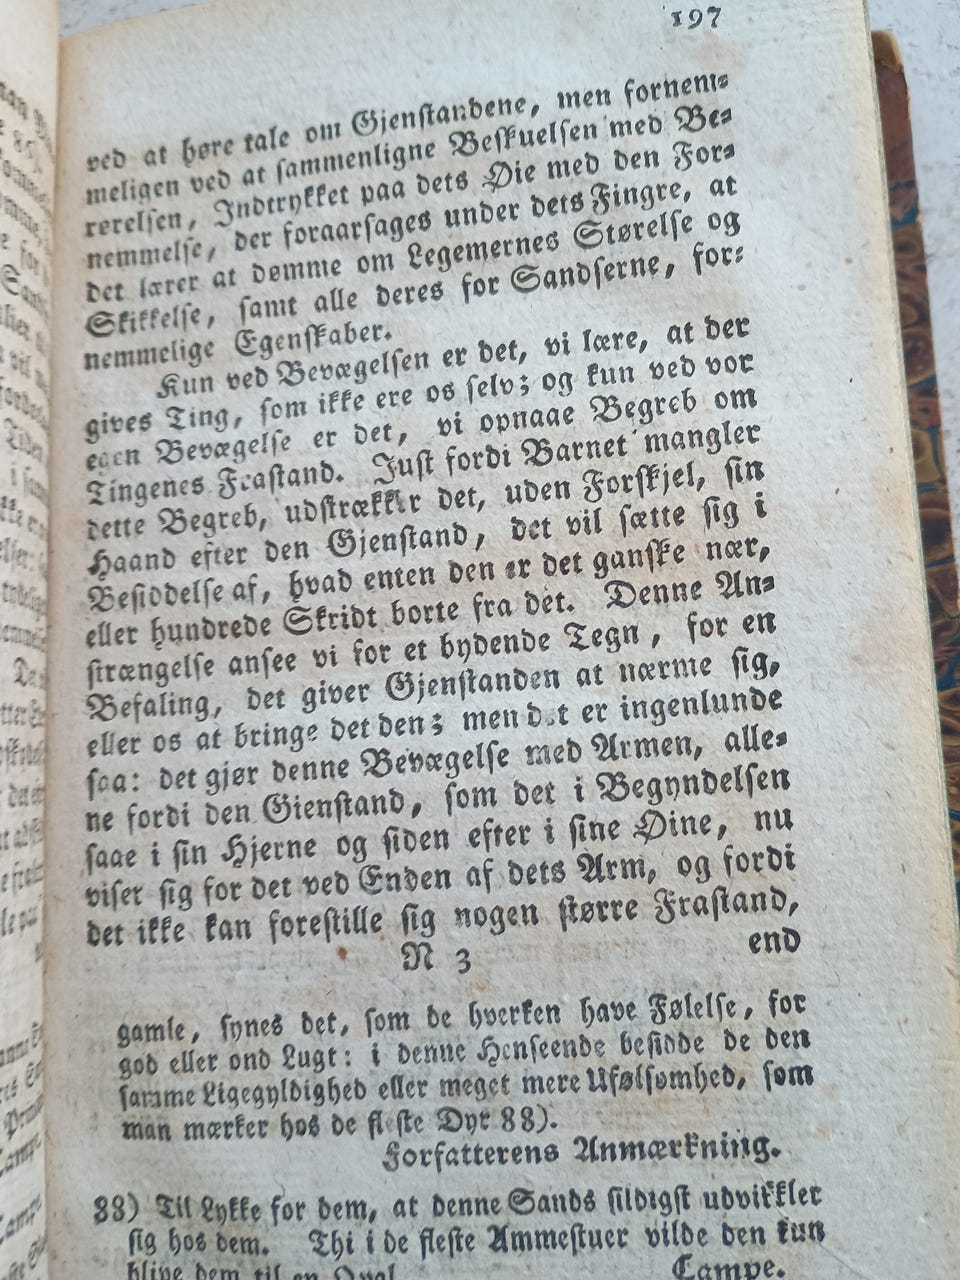 197
ved at høre tale om Gjenstandene, men fornem-
meligen ved at sammenligne Beskuelsen med Be-
rørelsen, Indtrykket paa dets Øie med den For-
nemmelse, der foraarsages under dets Fingre, at
det lærer at dømme om Legemernes Størelse og
Skikkelse, samt alle deres for Sandserne, for-
nemmelige Egenskaber.
Kun ved Bevægelsen er det, vi lære, at der
gives Ting, som ikke ere os selv; og kun ved vor
egen Bevægelse er det, vi opnaae Begreb om
Tingenes Frastand. Just fordi Barnet mangler
dette Begreb, udstrækker det, uden Forskjel, sin
Haand efter den Gjenstand, det vil sætte sig i
Besiddelse af, hvad enten den er det ganske nær,
eller hundrede Skridt borte fra det. Denne An-
strængelse ansee vi for et bydende Tegn, for en
Befaling, det giver Gjenstanden at nærme sig,
eller os at bringe det den; men det er ingenlunde
saa: det gjør denne Bevægelse med Armen, alle-
ne fordi den Gienstand, som det i Begyndelsen
saae i sin Hjerne og siden efter i sine Øine, nu
viser sig for det ved Enden af dets Arm, og fordi
det ikke kan forestille sig nogen større Frastand,
N 3 end
gamle, synes det, som de hverken have Følelse, for
god eller ond Lugt: i denne Henseende besidde de den
samme Ligegyldighed eller meget mere Ufølsomhed, som
man mærker hos de fleste Dyr 88).
Forfatterens Anmærkning.
88) Til Lykke for dem, at denne Sands sildigst udvikkler
sig hos dem. Thi i de fleste Ammestuer vilde den kun
blive dem til en Qval. Campe.